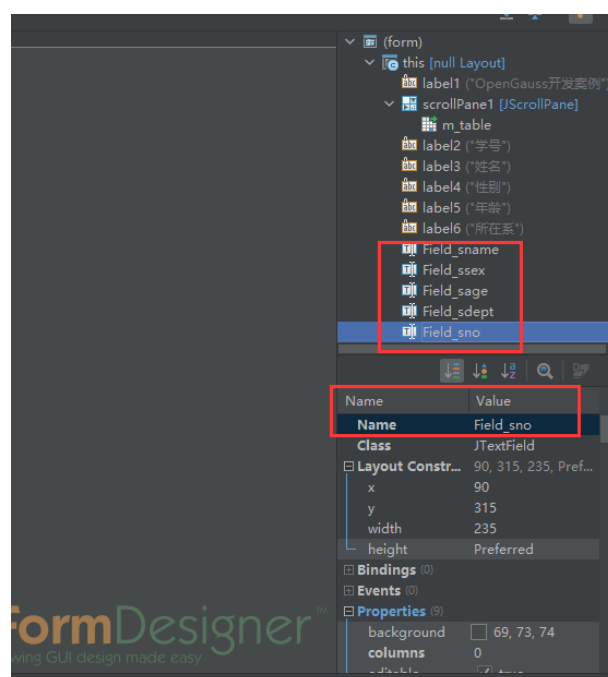 (form)
this [null Layout]
label1 ("OpenGauss开发案例")
scrollPane1 [JScrollPane]
m_table
label2 ("学号")
label3 ("姓名")
label4 ("性别")
label5 ("年龄")
label6 ("所在系")
Field_sname
Field_ssex
Field_sage
Field_sdept
Field_sno
Name Value
Name Field_sno
Class JTextField
Layout Constr... 90, 315, 235, Pref...
x 90
y 315
width 235
height Preferred
Bindings (0)
Events (0)
Properties (9)
background 69, 73, 74
columns 0
editable true
FormDesigner™
wing GUI design made easy